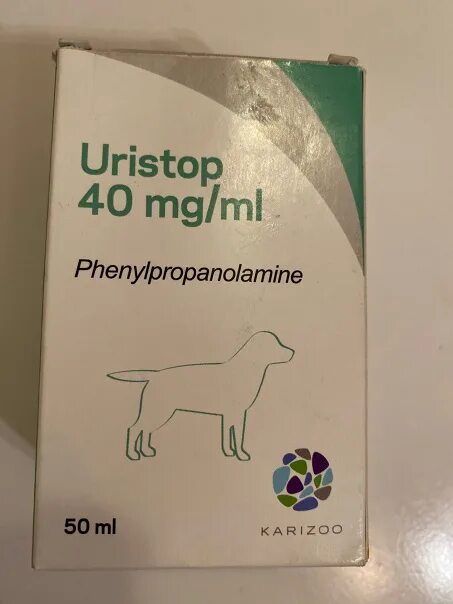 Uristop
40 mg/ml
Phenylpropanolamine
50 ml
KARIZOO